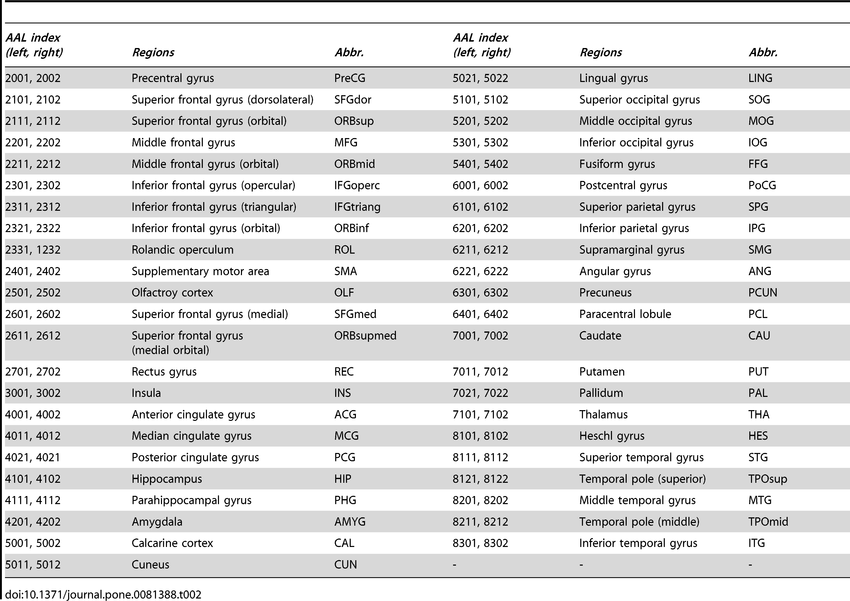 AAL index (left, right) Regions Abbr. AAL index (left, right) Regions Abbr.
2001, 2002 Precentral gyrus PreCG 5021, 5022 Lingual gyrus LING
2101, 2102 Superior frontal gyrus (dorsolateral) SFGdor 5101, 5102 Superior occipital gyrus SOG
2111, 2112 Superior frontal gyrus (orbital) ORBsup 5201, 5202 Middle occipital gyrus MOG
2201, 2202 Middle frontal gyrus MFG 5301, 5302 Inferior occipital gyrus IOG
2211, 2212 Middle frontal gyrus (orbital) ORBmid 5401, 5402 Fusiform gyrus FFG
2301, 2302 Inferior frontal gyrus (opercular) IFGoperc 6001, 6002 Postcentral gyrus PoCG
2311, 2312 Inferior frontal gyrus (triangular) IFGtriang 6101, 6102 Superior parietal gyrus SPG
2321, 2322 Inferior frontal gyrus (orbital) ORBinf 6201, 6202 Inferior parietal gyrus IPG
2331, 1232 Rolandic operculum ROL 6211, 6212 Supramarginal gyrus SMG
2401, 2402 Supplementary motor area SMA 6221, 6222 Angular gyrus ANG
2501, 2502 Olfactroy cortex OLF 6301, 6302 Precuneus PCUN
2601, 2602 Superior frontal gyrus (medial) SFGmed 6401, 6402 Paracentral lobule PCL
2611, 2612 Superior frontal gyrus (medial orbital) ORBsupmed 7001, 7002 Caudate CAU
2701, 2702 Rectus gyrus REC 7011, 7012 Putamen PUT
3001, 3002 Insula INS 7021, 7022 Pallidum PAL
4001, 4002 Anterior cingulate gyrus ACG 7101, 7102 Thalamus THA
4011, 4012 Median cingulate gyrus MCG 8101, 8102 Heschl gyrus HES
4021, 4021 Posterior cingulate gyrus PCG 8111, 8112 Superior temporal gyrus STG
4101, 4102 Hippocampus HIP 8121, 8122 Temporal pole (superior) TPOsup
4111, 4112 Parahippocampal gyrus PHG 8201, 8202 Middle temporal gyrus MTG
4201, 4202 Amygdala AMYG 8211, 8212 Temporal pole (middle) TPOmid
5001, 5002 Calcarine cortex CAL 8301, 8302 Inferior temporal gyrus ITG
5011, 5012 Cuneus CUN - - -
doi:10.1371/journal.pone.0081388.t002